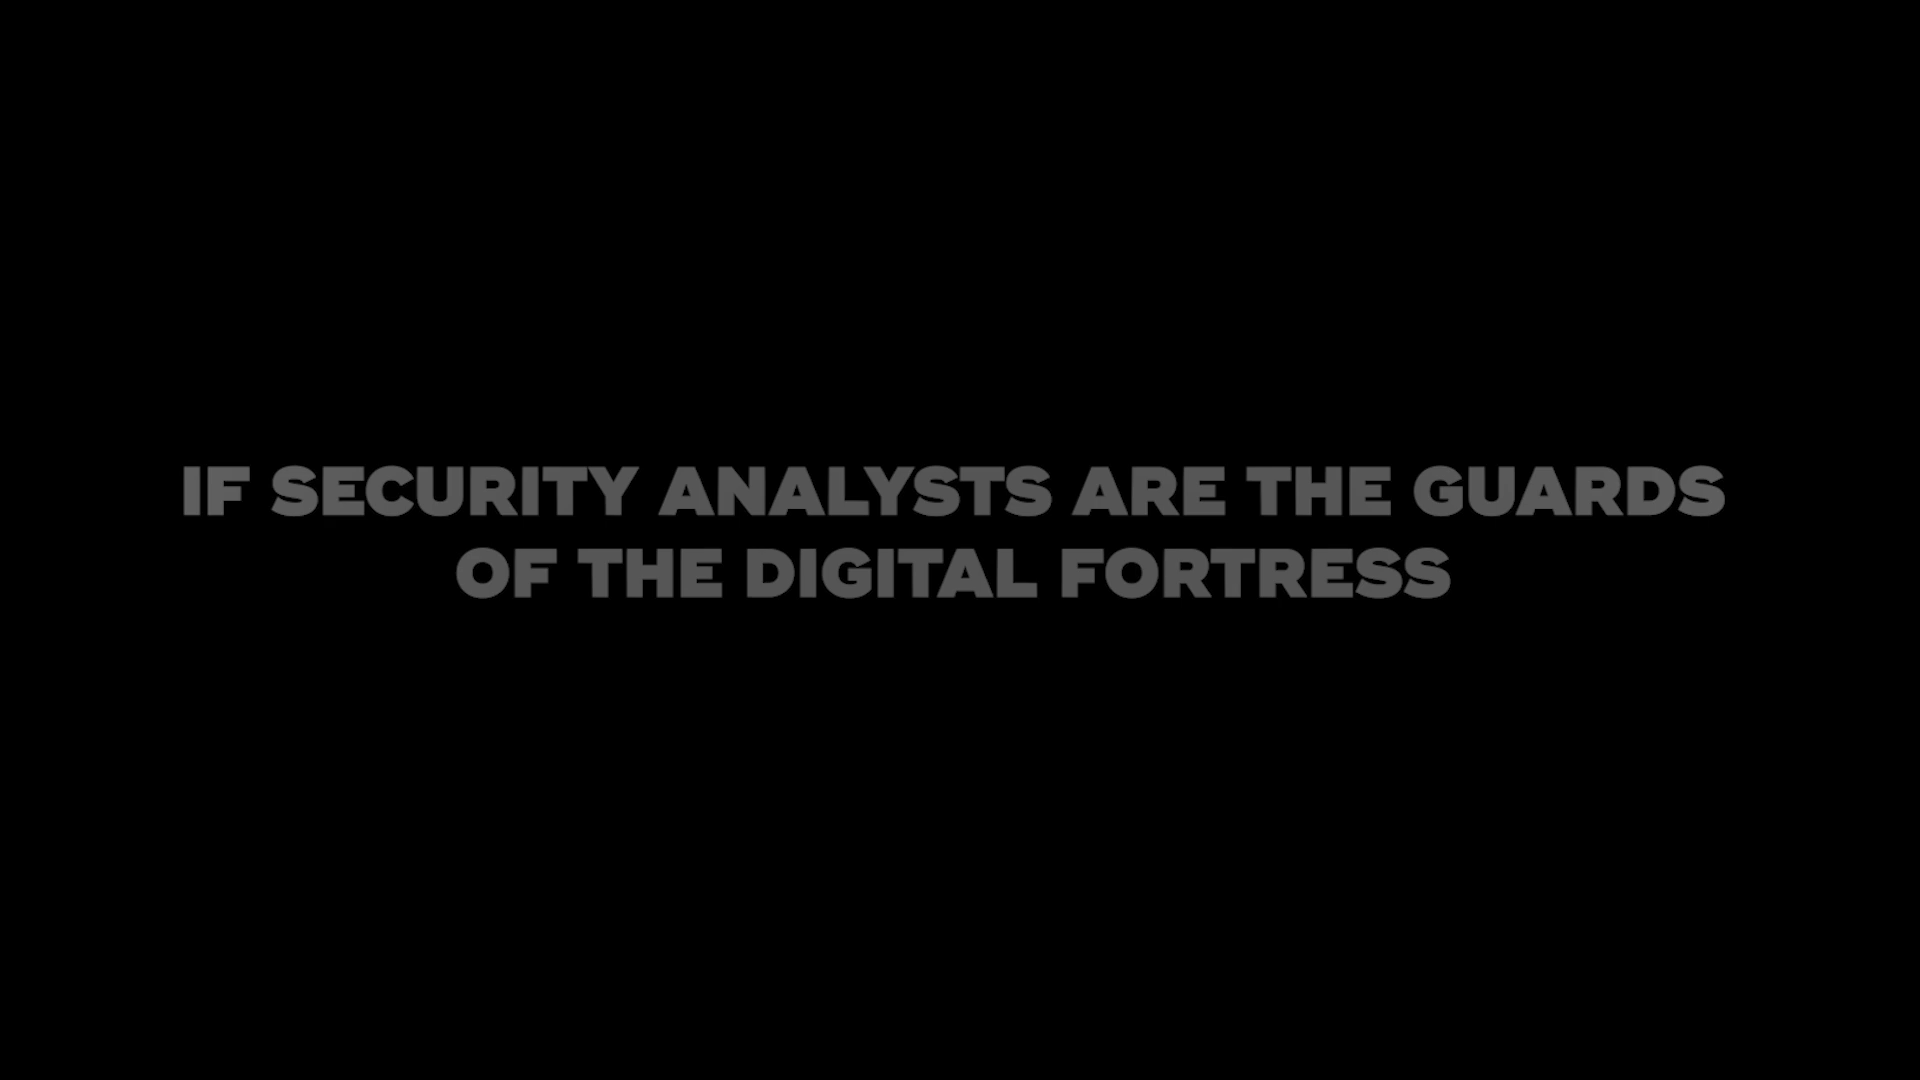 IF SECURITY ANALYSTS ARE THE GUARDS
OF THE DIGITAL FORTRESS